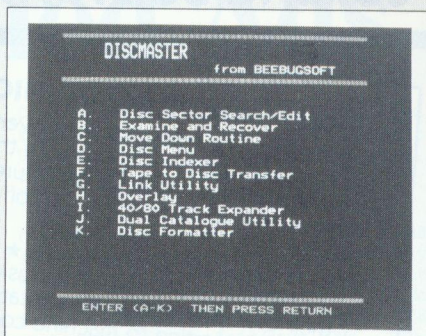 DISCMASTER
from BEEBUGSOFT
A. Disc Sector Search/Edit
B. Examine and Recover
C. Move Down Routine
D. Disc Menu
E. Disc Indexer
F. Tape to Disc Transfer
G. Link Utility
H. Overlay
I. 40/80 Track Expander
J. Dual Catalogue Utility
K. Disc Formatter
ENTER (A-K) THEN PRESS RETURN